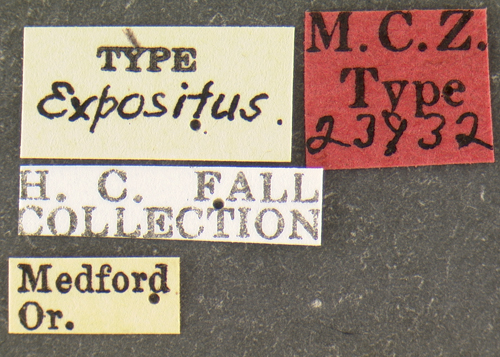 TYPE
Expositus.
M.C.Z.
Type
23932
H. C. FALL
COLLECTION
Medford
Or.